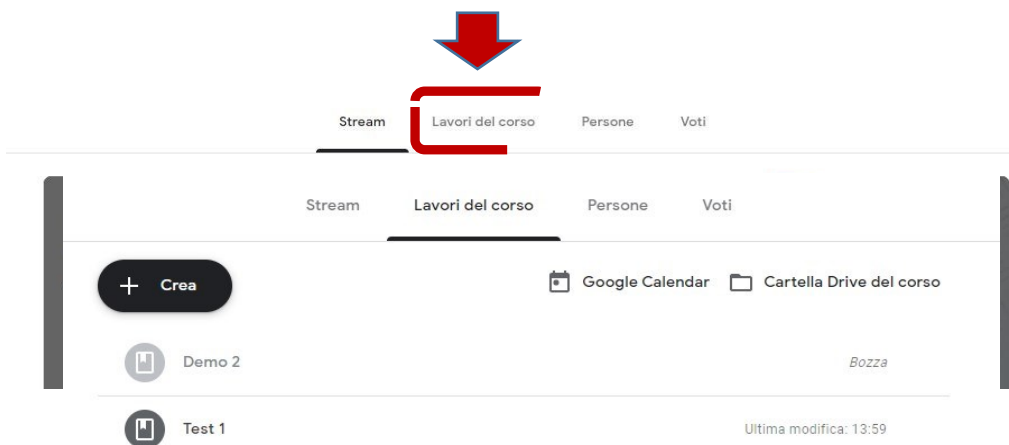 Stream Lavori del corso Persone Voti
Stream Lavori del corso Persone Voti
+ Crea Google Calendar Cartella Drive del corso
Demo 2 Bozza
Test 1 Ultima modifica: 13:59